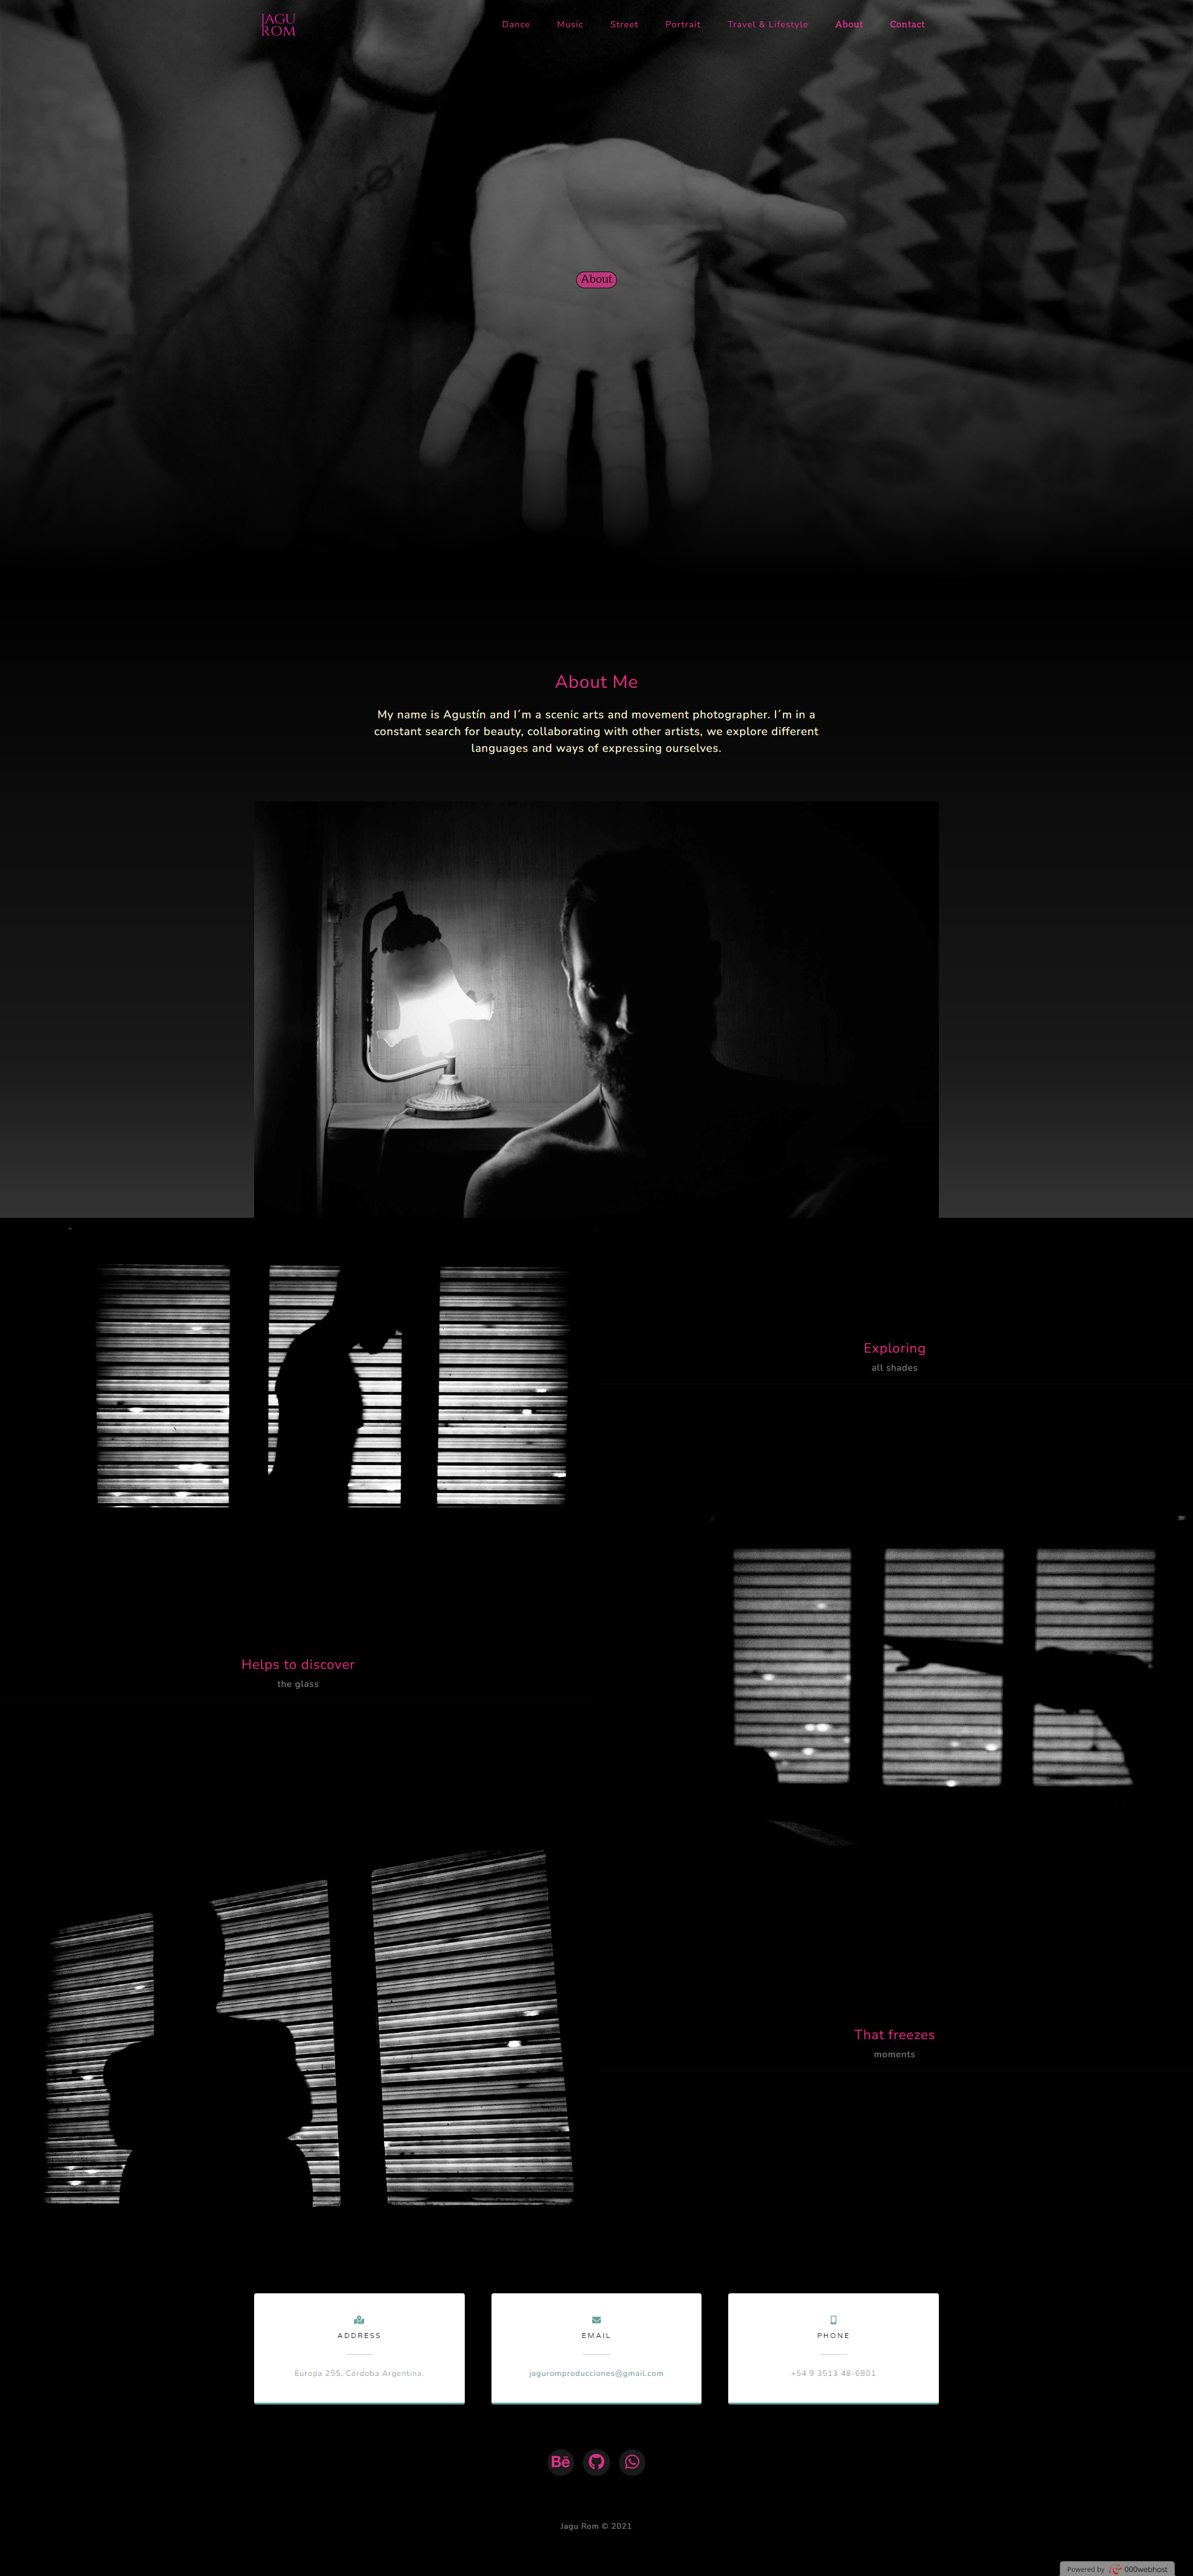 JAGU
ROM
Dance Music Street Portrait Travel & Lifestyle About Contact
About
About Me
My name is Agustín and I´m a scenic arts and movement photographer. I´m in a
constant search for beauty, collaborating with other artists, we explore different
languages and ways of expressing ourselves.
Exploring
all shades
Helps to discover
the glass
That freezes
moments
ADDRESS
Europa 255, Córdoba Argentina.
EMAIL
jaguromproducciones@gmail.com
PHONE
+54 9 3513 48-6801
Bē
Jagu Rom © 2021
Powered by 000webhost